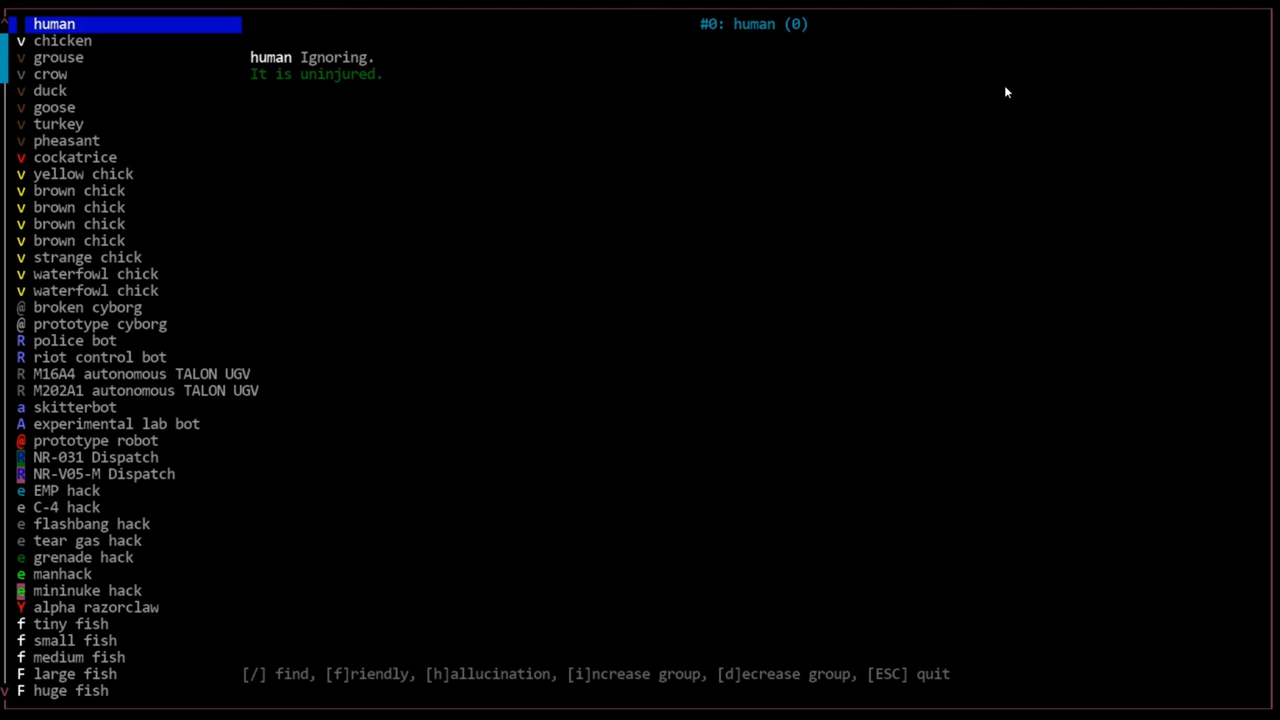 human
v chicken
v grouse
v crow
v duck
v goose
v turkey
v pheasant
v cockatrice
v yellow chick
v brown chick
v brown chick
v brown chick
v brown chick
v strange chick
v waterfowl chick
v waterfowl chick
@ broken cyborg
@ prototype cyborg
R police bot
R riot control bot
R M16A4 autonomous TALON UGV
R M202A1 autonomous TALON UGV
a skitterbot
A experimental lab bot
@ prototype robot
R NR-031 Dispatch
R NR-V05-M Dispatch
e EMP hack
e C-4 hack
e flashbang hack
e tear gas hack
e grenade hack
e manhack
e mininuke hack
Y alpha razorclaw
f tiny fish
f small fish
f medium fish
F large fish
v F huge fish
#0: human (0)
human Ignoring.
It is uninjured.
[/] find, [f]riendly, [h]allucination, [i]ncrease group, [d]ecrease group, [ESC] quit